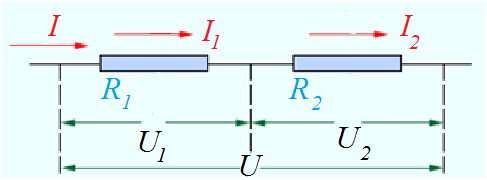 I I₁ I₂
R₁ R₂
U₁ U₂
U